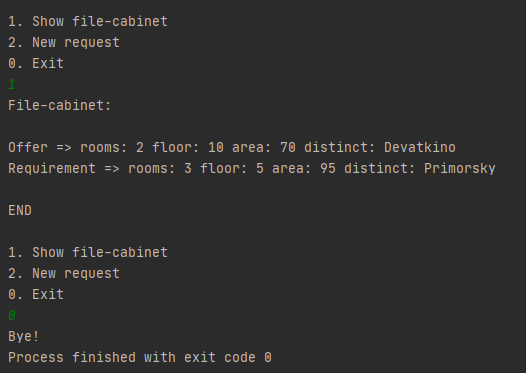 1. Show file-cabinet
2. New request
0. Exit
1
File-cabinet:
Offer => rooms: 2 floor: 10 area: 70 distinct: Devatkino
Requirement => rooms: 3 floor: 5 area: 95 distinct: Primorsky
END
1. Show file-cabinet
2. New request
0. Exit
0
Bye!
Process finished with exit code 0